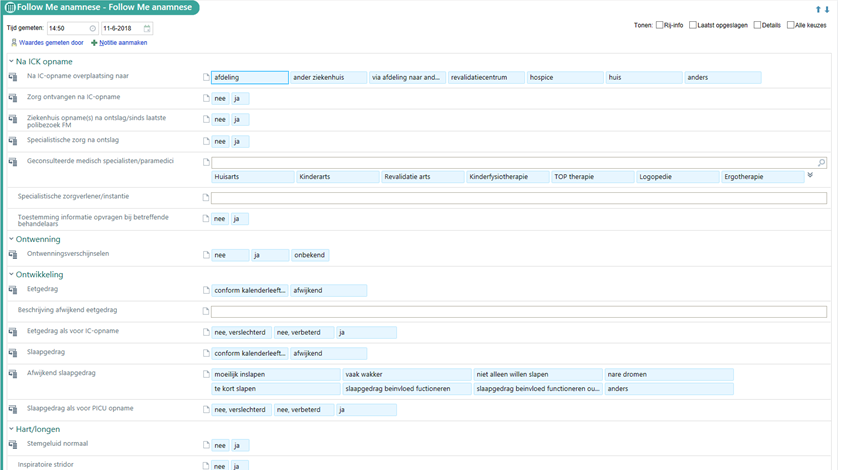 Follow Me anamnese - Follow Me anamnese
Tijd gemeten: 14:50 11-6-2018 Tonen: Rij-info Laatst opgeslagen Details Alle keuzes
Waardes gemeten door Notitie aanmaken
Na ICK opname
Na IC-opname overplaatsing naar afdeling ander ziekenhuis via afdeling naar and... revalidatiecentrum hospice huis anders
Zorg ontvangen na IC-opname nee ja
Ziekenhuis opname(s) na ontslag/sinds laatste
polibezoek FM nee ja
Specialistische zorg na ontslag nee ja
Geconsulteerde medisch specialisten/paramedici
Huisarts Kinderarts Revalidatie arts Kinderfysiotherapie TOP therapie Logopedie Ergotherapie
Specialistische zorgverlener/instantie
Toestemming informatie opvragen bij betreffende
behandelaars nee ja
Ontwenning
Ontwenningsverschijnselen nee ja onbekend
Ontwikkeling
Eetgedrag conform kalenderleeft... afwijkend
Beschrijving afwijkend eetgedrag
Eetgedrag als voor IC-opname nee, verslechterd nee, verbeterd ja
Slaapgedrag conform kalenderleeft... afwijkend
Afwijkend slaapgedrag moeilijk inslapen vaak wakker niet alleen willen slapen nare dromen
te kort slapen slaapgedrag beinvloed fuctioneren slaapgedrag beinvloed functioneren ou... anders
Slaapgedrag als voor PICU opname nee, verslechterd nee, verbeterd ja
Hart/longen
Stemgeluid normaal nee ja
Inspiratoire stridor nee ja